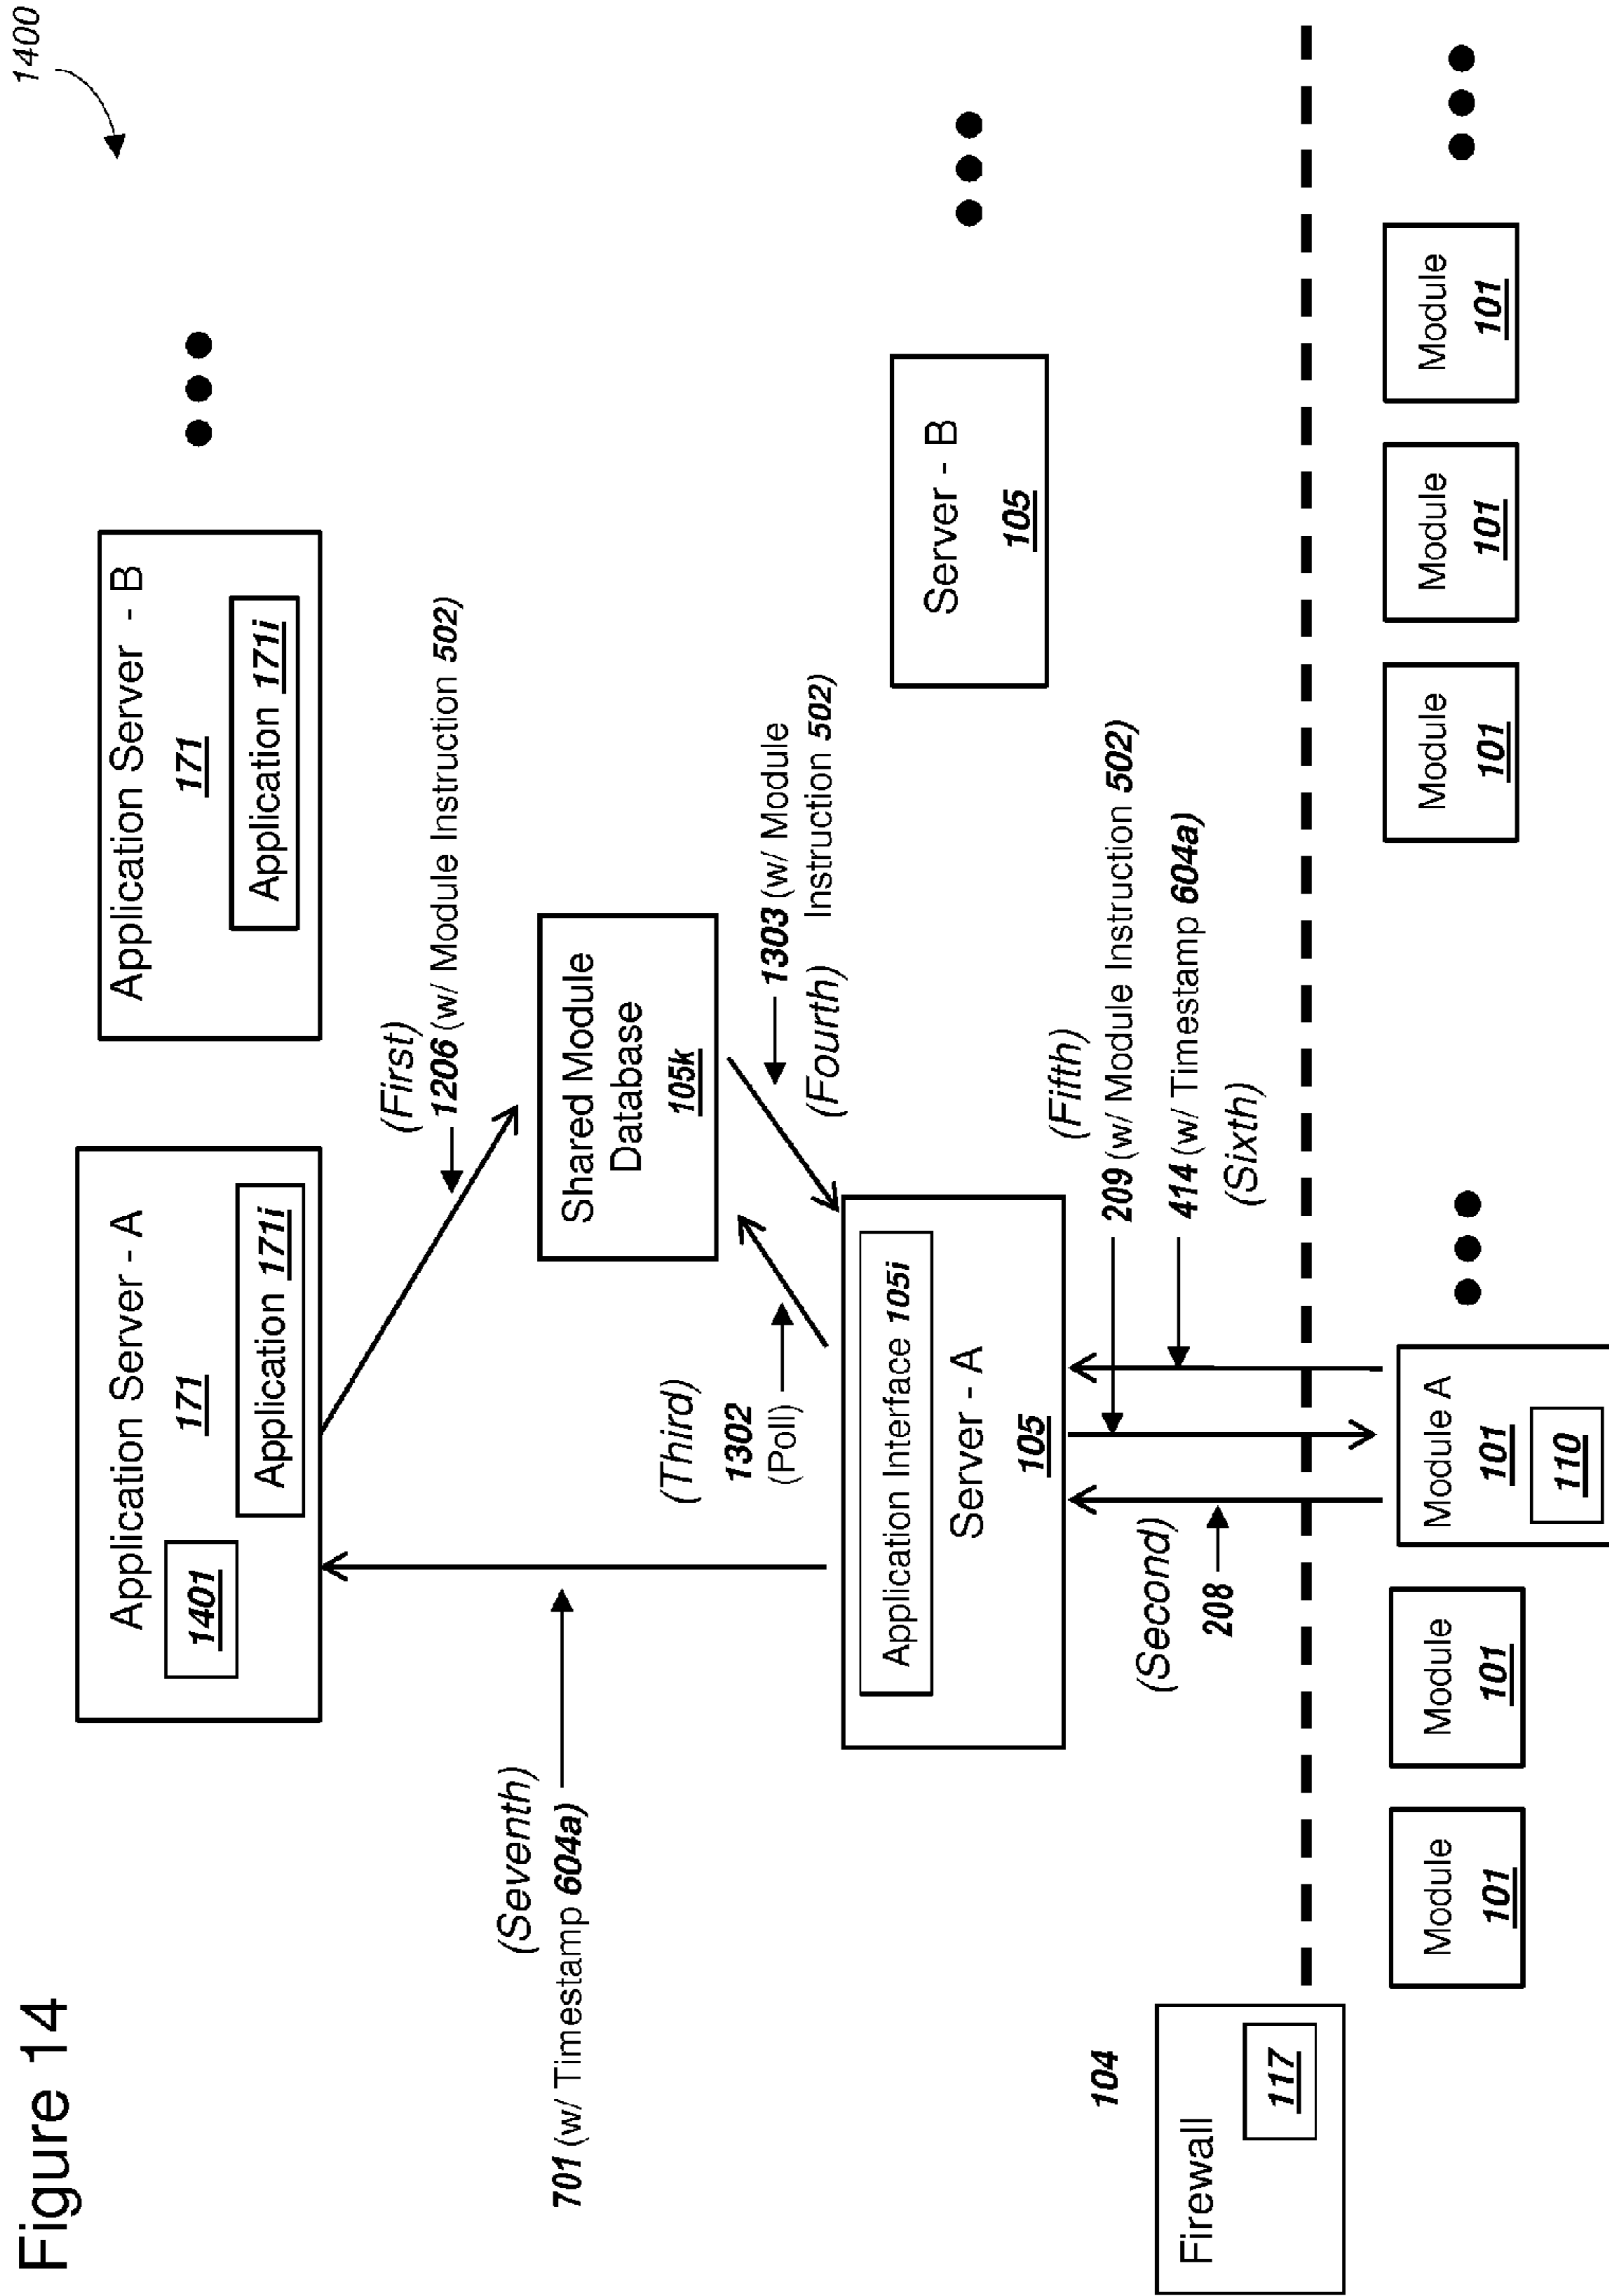 Figure 14
1400
Application Server - A
171
1401
Application 171i
Application Server - B
171
Application 171i
(First)
1206 (w/ Module Instruction 502)
(Seventh)
701 (w/ Timestamp 604a)
Shared Module
Database
105k
(Third)
1302
(Poll)
1303 (w/ Module
Instruction 502)
(Fourth)
Application Interface 105i
Server - A
105
Server - B
105
(Second)
208
(Fifth)
209 (w/ Module Instruction 502)
414 (w/ Timestamp 604a)
(Sixth)
104
Firewall
117
Module
101
Module
101
Module A
101
110
Module
101
Module
101
Module
101